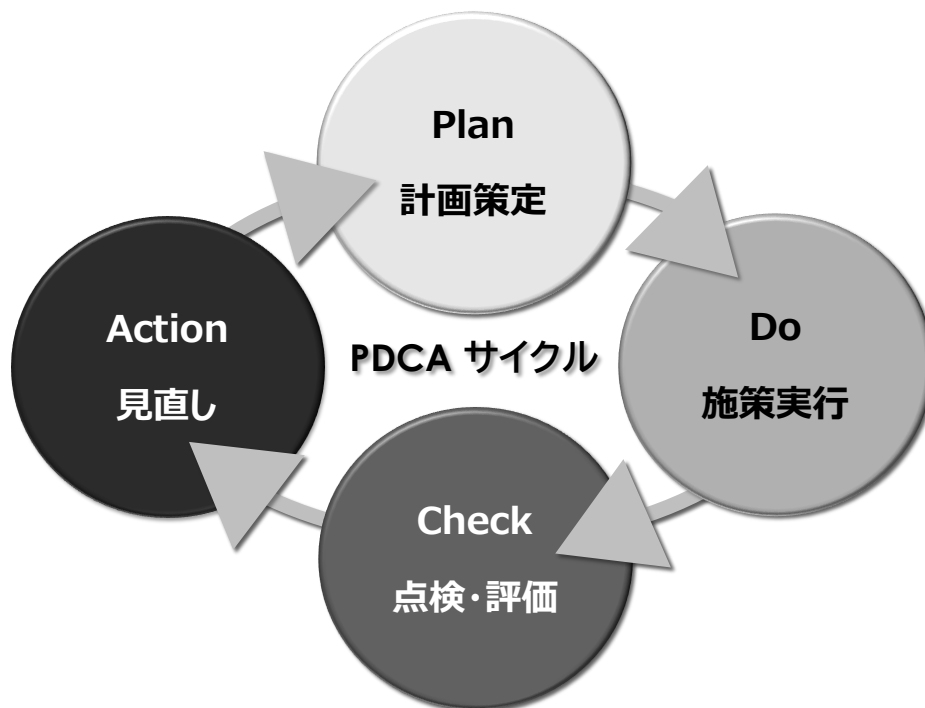 Plan
計画策定
Do
施策実行
Check
点検・評価
Action
見直し
PDCA サイクル